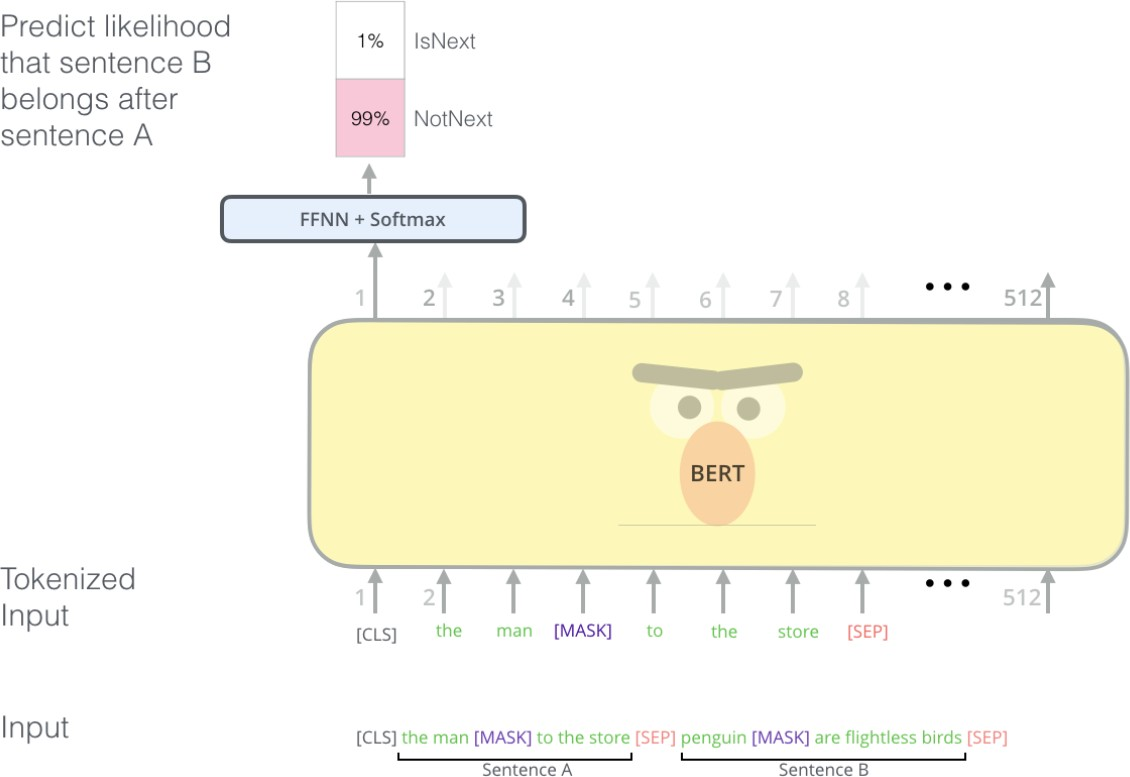 Predict likelihood
that sentence B
belongs after
sentence A
1% IsNext
99% NotNext
FFNN + Softmax
1 2 3 4 5 6 7 8 ••• 512
BERT
Tokenized
Input
1 2 ••• 512
[CLS] the man [MASK] to the store [SEP]
Input
[CLS] the man [MASK] to the store [SEP] penguin [MASK] are flightless birds [SEP]
Sentence A Sentence B